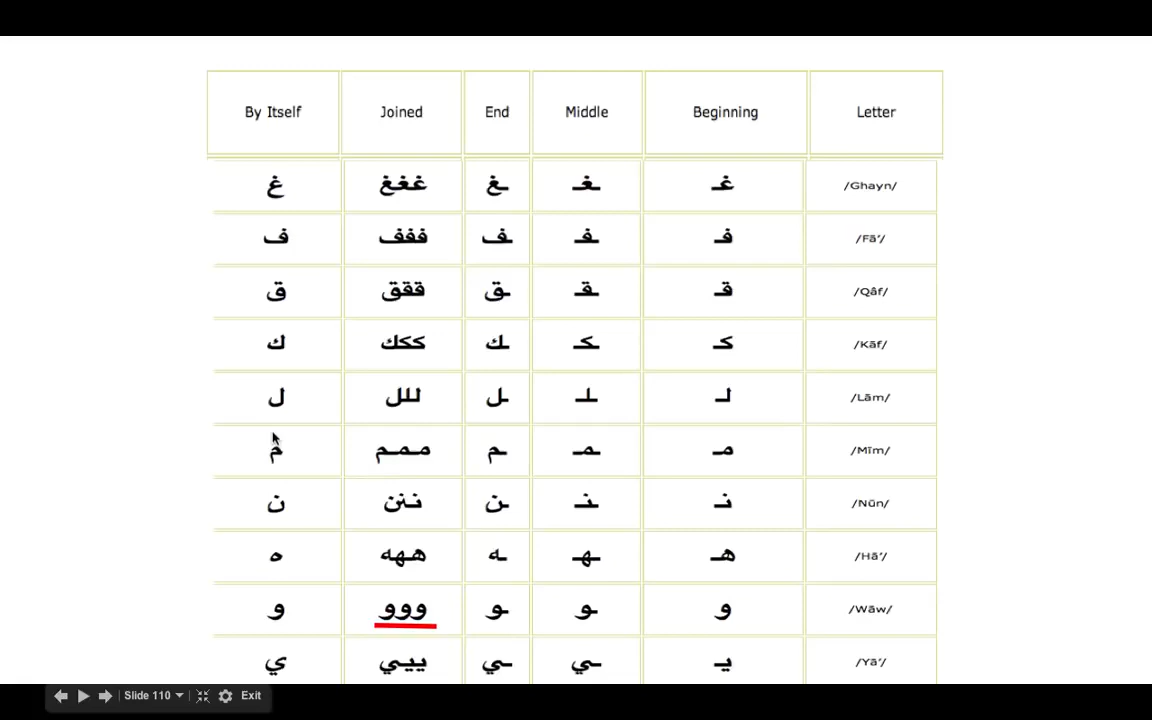 By Itself Joined End Middle Beginning Letter
غ غغغ ـغ ـغـ غـ /Ghayn/
ف ففف ـف ـفـ فـ /Fā’/
ق ققق ـق ـقـ قـ /Qâf/
ك ككك ـك ـكـ كـ /Kāf/
ل للل ـل ـلـ لـ /Lām/
م ممم ـم ـمـ مـ /Mīm/
ن ننن ـن ـنـ نـ /Nūn/
ه ههه ـه ـهـ هـ /Hā’/
و ووو ـو ـو و /Wāw/
ي ييي ـي ـي يـ /Yā’/
Slide 110 Exit